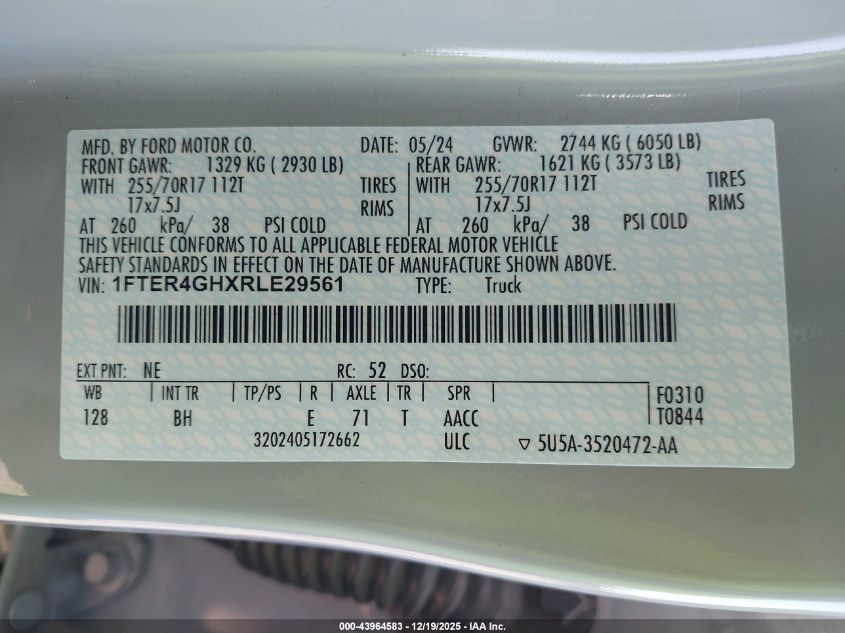 MFD. BY FORD MOTOR CO. DATE: 05/24 GVWR: 2744 KG ( 6050 LB)
FRONT GAWR: 1329 KG ( 2930 LB) REAR GAWR: 1621 KG ( 3573 LB)
WITH 255/70R17 112T TIRES WITH 255/70R17 112T TIRES
17x7.5J RIMS 17x7.5J RIMS
AT 260 kPa/ 38 PSI COLD AT 260 kPa/ 38 PSI COLD
THIS VEHICLE CONFORMS TO ALL APPLICABLE FEDERAL MOTOR VEHICLE
SAFETY STANDARDS IN EFFECT ON THE DATE OF MANUFACTURE SHOWN ABOVE.
VIN: 1FTER4GHXRLE29561 TYPE: Truck
EXT PNT: NE RC: 52 DSO:
WB INT TR TP/PS R AXLE TR SPR F0310
128 BH E 71 T AACC T0844
3202405172662 ULC ▽ 5U5A-3520472-AA
000-43964583 - 12/19/2025 - IAA Inc.